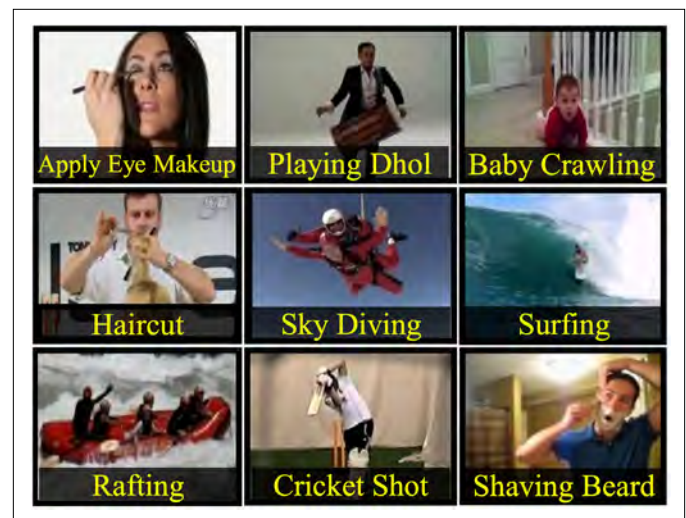 Apply Eye Makeup
Playing Dhol
Baby Crawling
Haircut
Sky Diving
Surfing
Rafting
Cricket Shot
Shaving Beard